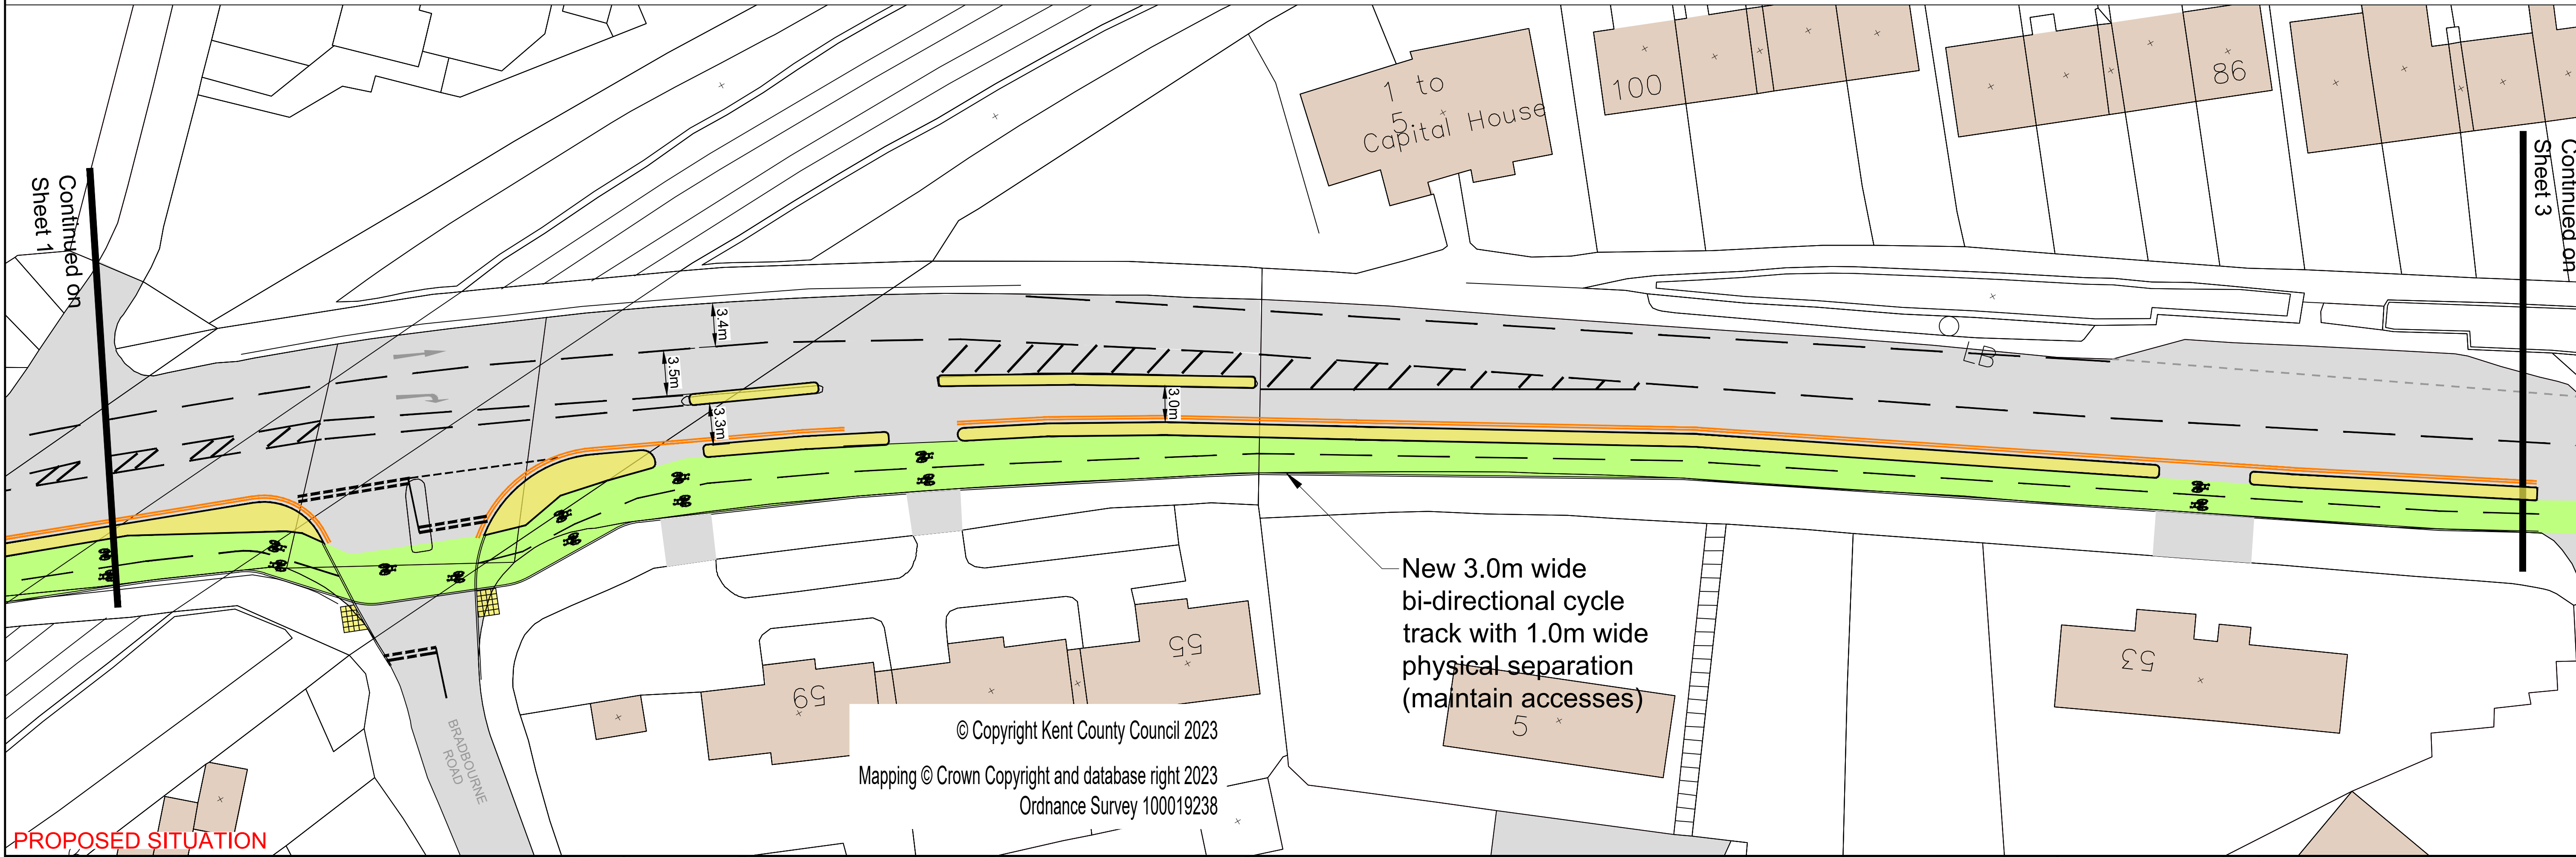 Continued on
Sheet 1
1 to
5
Capital House
100
86
Continued on
Sheet 3
3.4m
3.5m
3.3m
3.0m
LB
New 3.0m wide
bi-directional cycle
track with 1.0m wide
physical separation
(maintain accesses)
59
55
5
53
BRADBOURNE
ROAD
© Copyright Kent County Council 2023
Mapping © Crown Copyright and database right 2023
Ordnance Survey 100019238
PROPOSED SITUATION